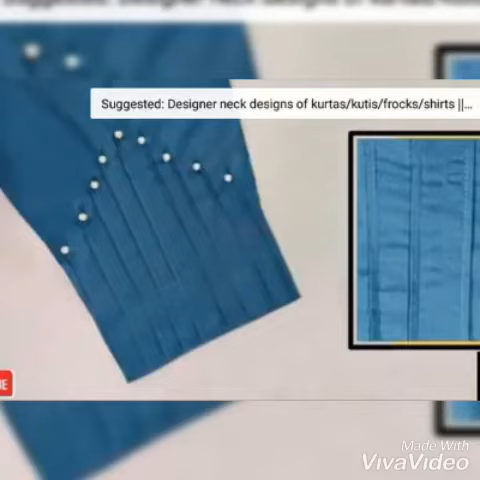 Suggested: Designer neck designs of kurtas/kutis/frocks/shirts ||...
Made With
VivaVideo